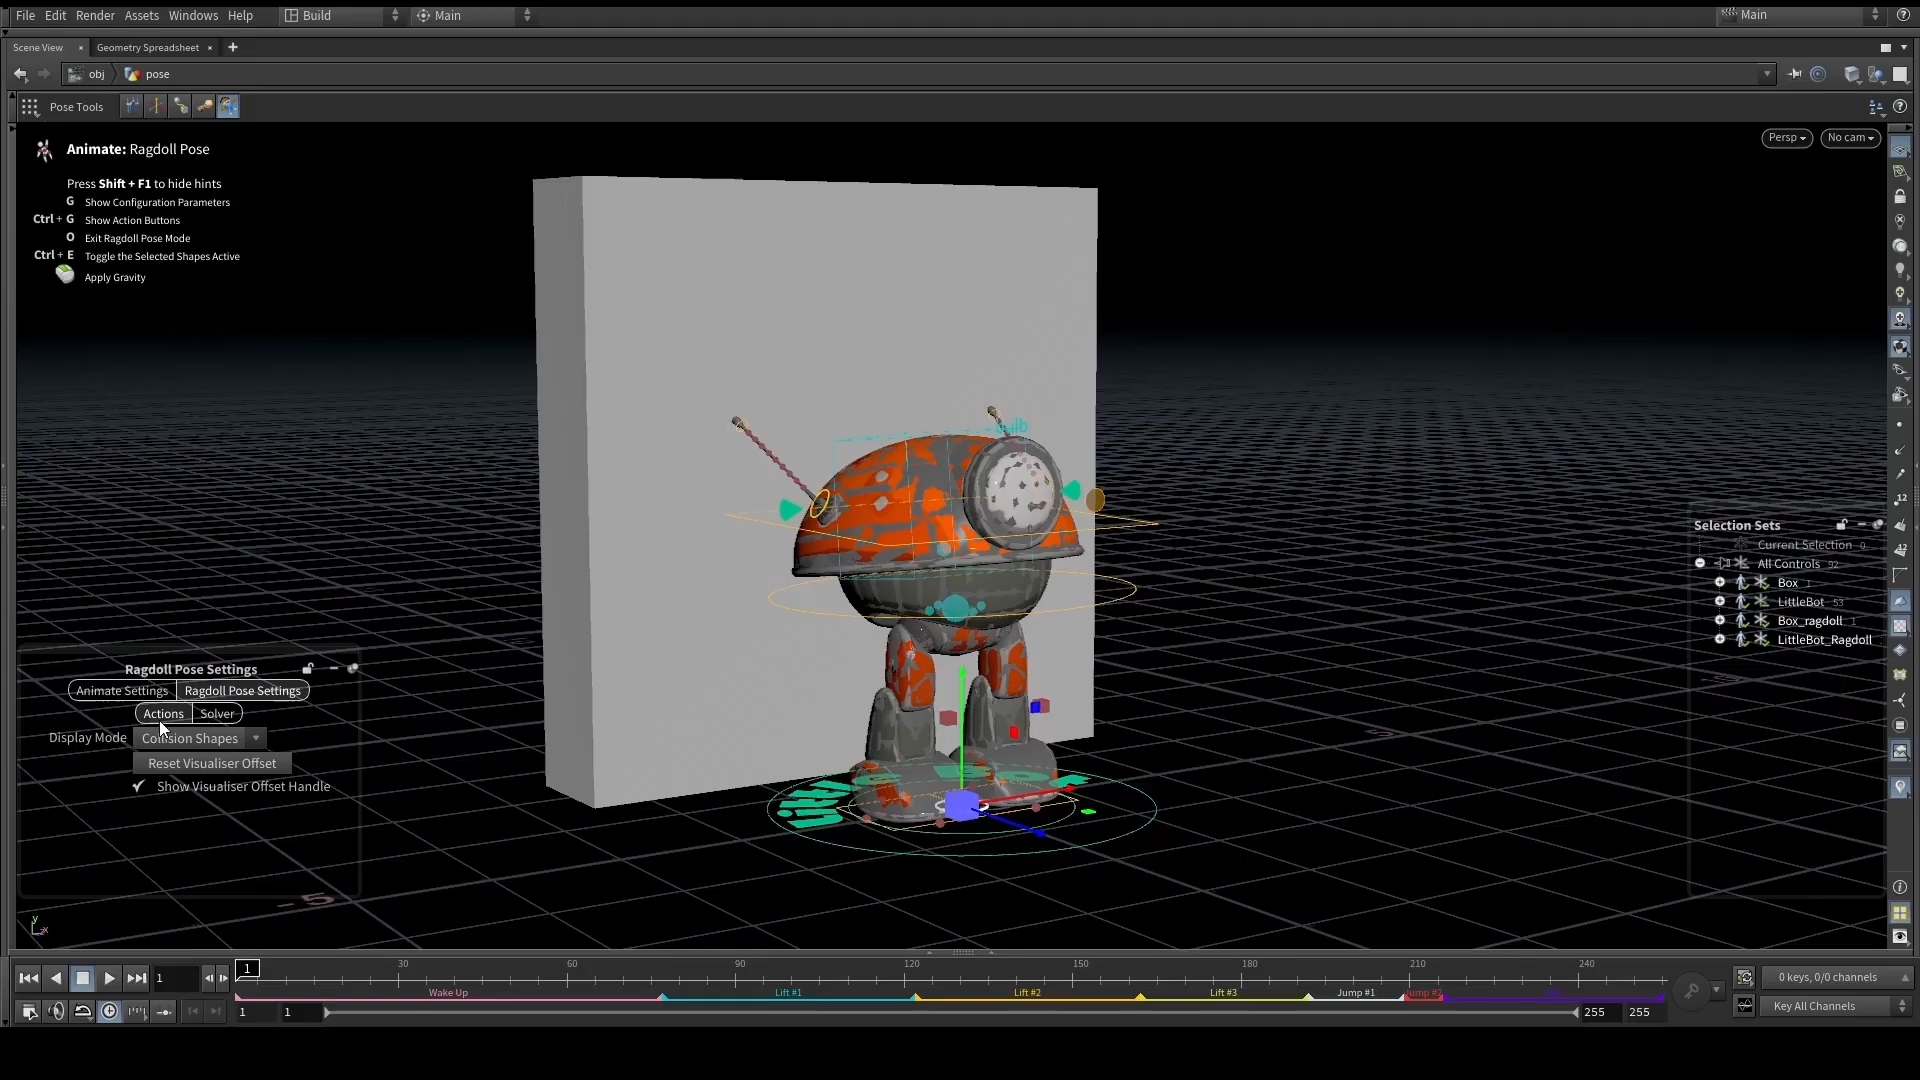 File Edit Render Assets Windows Help Build Main Main
Scene View Geometry Spreadsheet
obj pose
Pose Tools
Animate: Ragdoll Pose
Persp No cam
Press Shift + F1 to hide hints
G Show Configuration Parameters
Ctrl + G Show Action Buttons
O Exit Ragdoll Pose Mode
Ctrl + E Toggle the Selected Shapes Active
Apply Gravity
Selection Sets
Current Selection 0
All Controls 92
Box 1
LittleBot 53
Box_ragdoll 1
LittleBot_Ragdoll
Ragdoll Pose Settings
Animate Settings Ragdoll Pose Settings
Actions Solver
Display Mode Collision Shapes
Reset Visualiser Offset
Show Visualiser Offset Handle
-5
y
x
1 1 30 60 90 120 150 180 210 240 0 keys, 0/0 channels
Wake Up Lift #1 Lift #2 Lift #3 Jump #1 Jump #2
1 1 255 255 Key All Channels
12
12